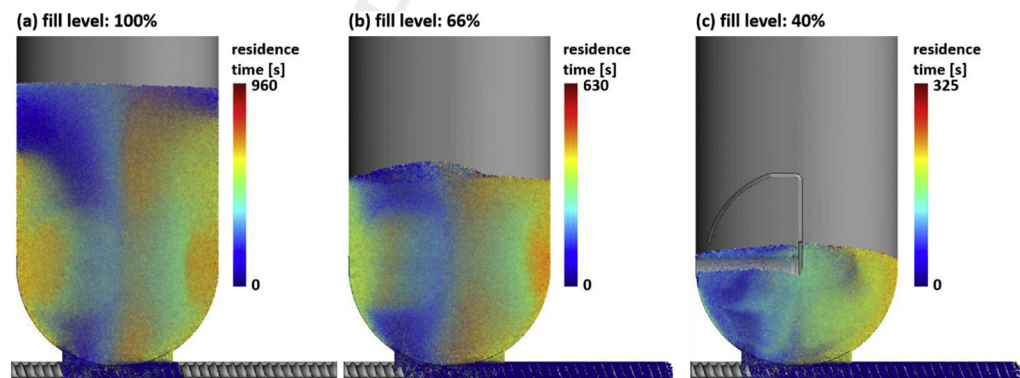 (a) fill level: 100%
residence
time [s]
960
0
(b) fill level: 66%
residence
time [s]
630
0
(c) fill level: 40%
residence
time [s]
325
0